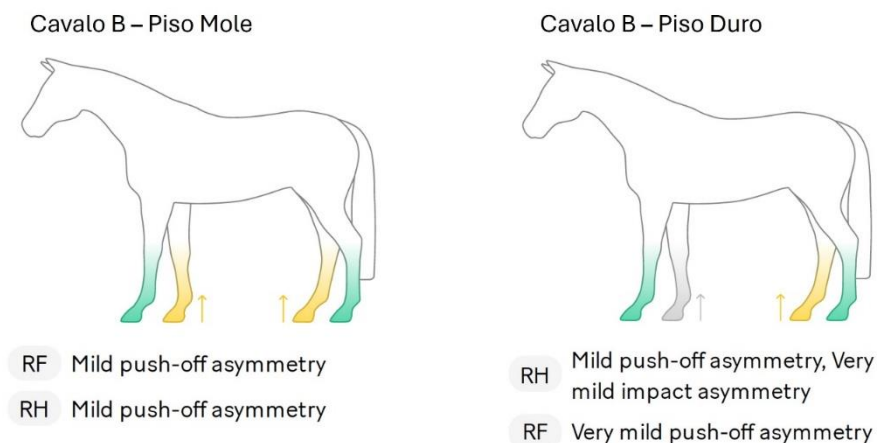 Cavalo B – Piso Mole
RF Mild push-off asymmetry
RH Mild push-off asymmetry
Cavalo B – Piso Duro
RH Mild push-off asymmetry, Very
mild impact asymmetry
RF Very mild push-off asymmetry